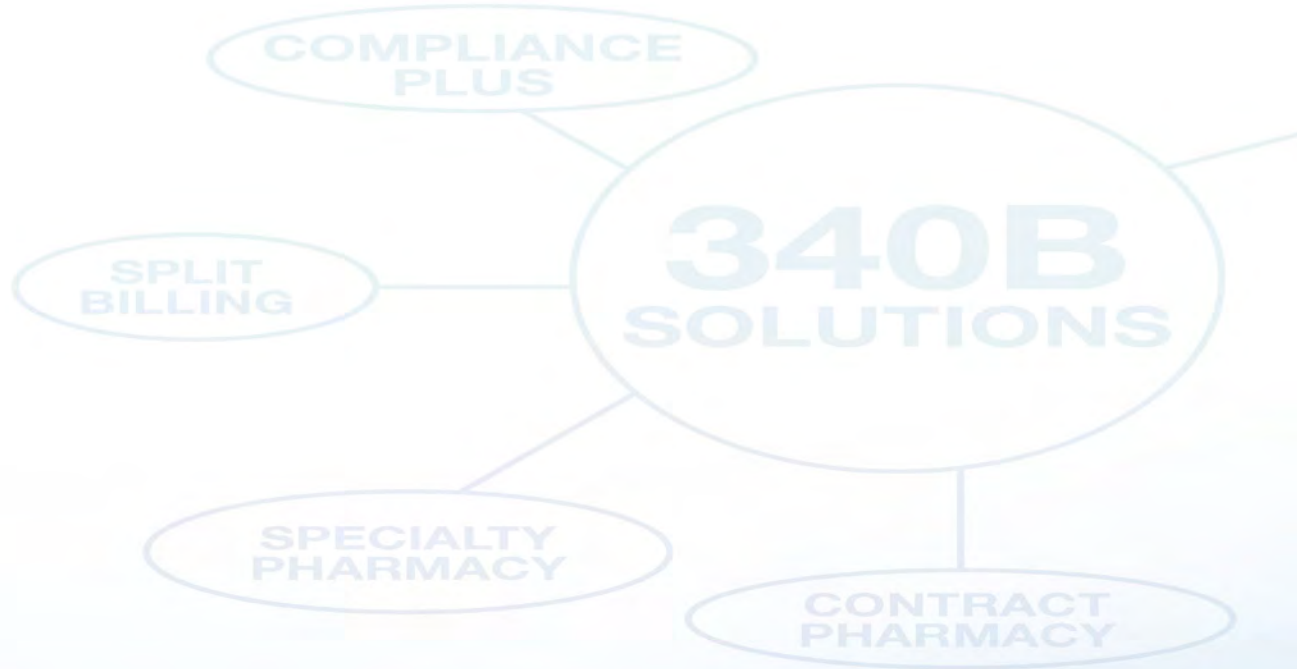 COMPLIANCE
PLUS
340B
SOLUTIONS
SPLIT
BILLING
SPECIALTY
PHARMACY
CONTRACT
PHARMACY